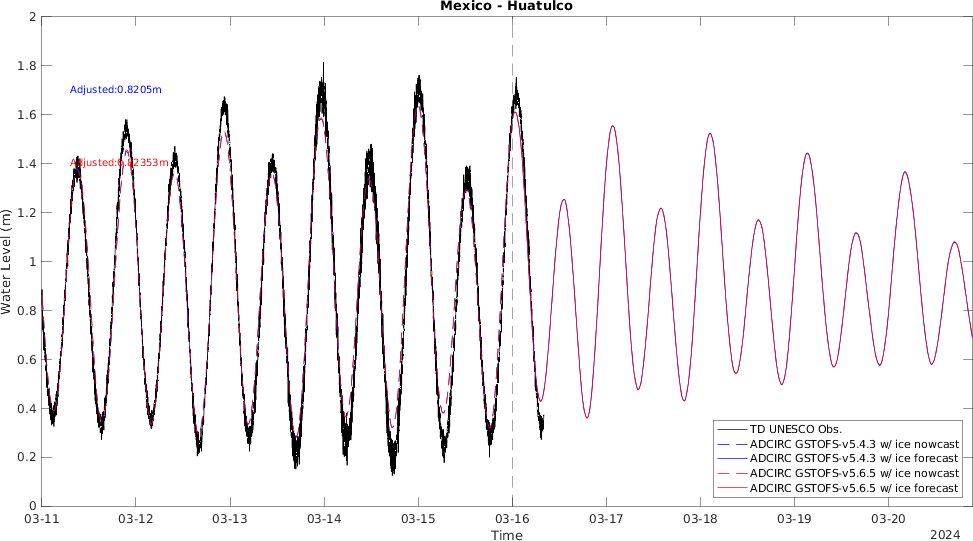 Mexico - Huatulco
2
1.8
1.6
1.4
1.2
1
0.8
0.6
0.4
0.2
0
Water Level (m)
Adjusted:0.8205m
Adjusted:0.82353m
TD UNESCO Obs.
ADCIRC GSTOFS-v5.4.3 w/ ice nowcast
ADCIRC GSTOFS-v5.4.3 w/ ice forecast
ADCIRC GSTOFS-v5.6.5 w/ ice nowcast
ADCIRC GSTOFS-v5.6.5 w/ ice forecast
03-11 03-12 03-13 03-14 03-15 03-16 03-17 03-18 03-19 03-20
Time
2024